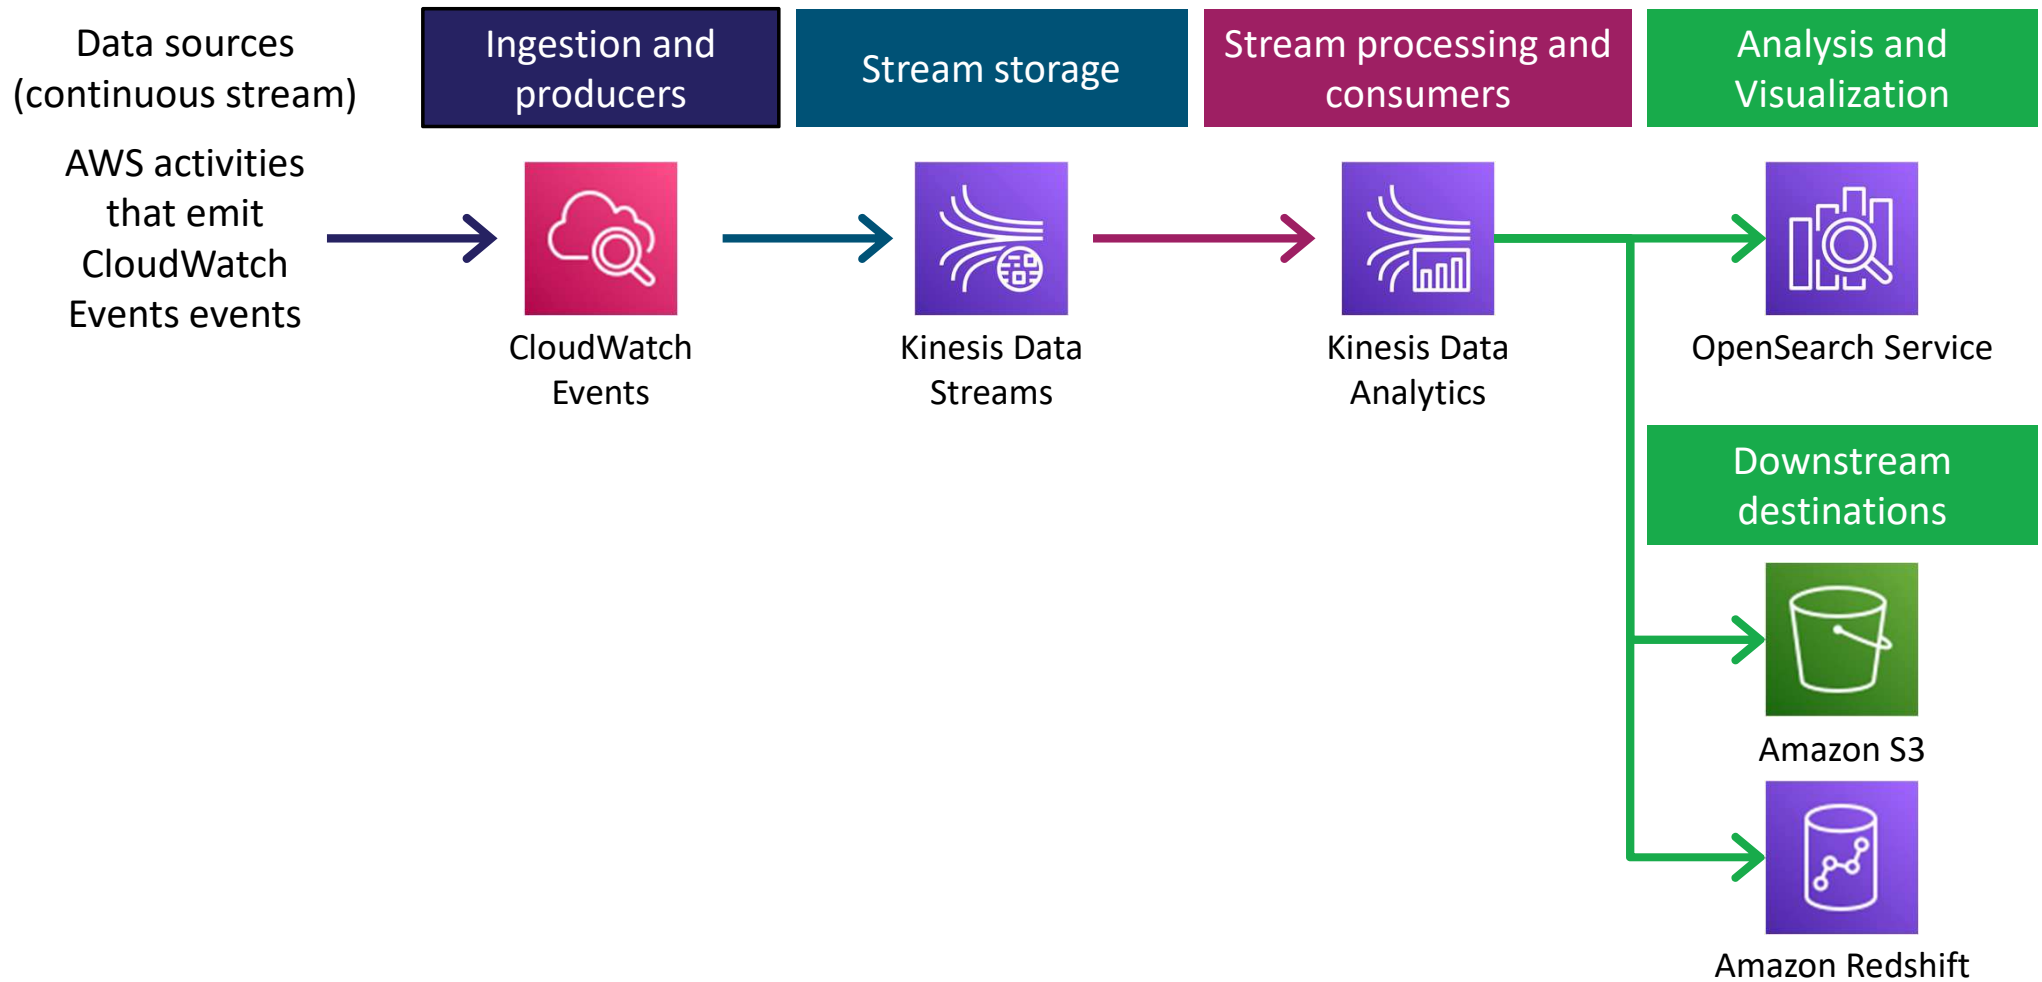 Data sources
(continuous stream)
AWS activities
that emit
CloudWatch
Events events
Ingestion and
producers
CloudWatch
Events
Stream storage
Kinesis Data
Streams
Stream processing and
consumers
Kinesis Data
Analytics
Analysis and
Visualization
OpenSearch Service
Downstream
destinations
Amazon S3
Amazon Redshift